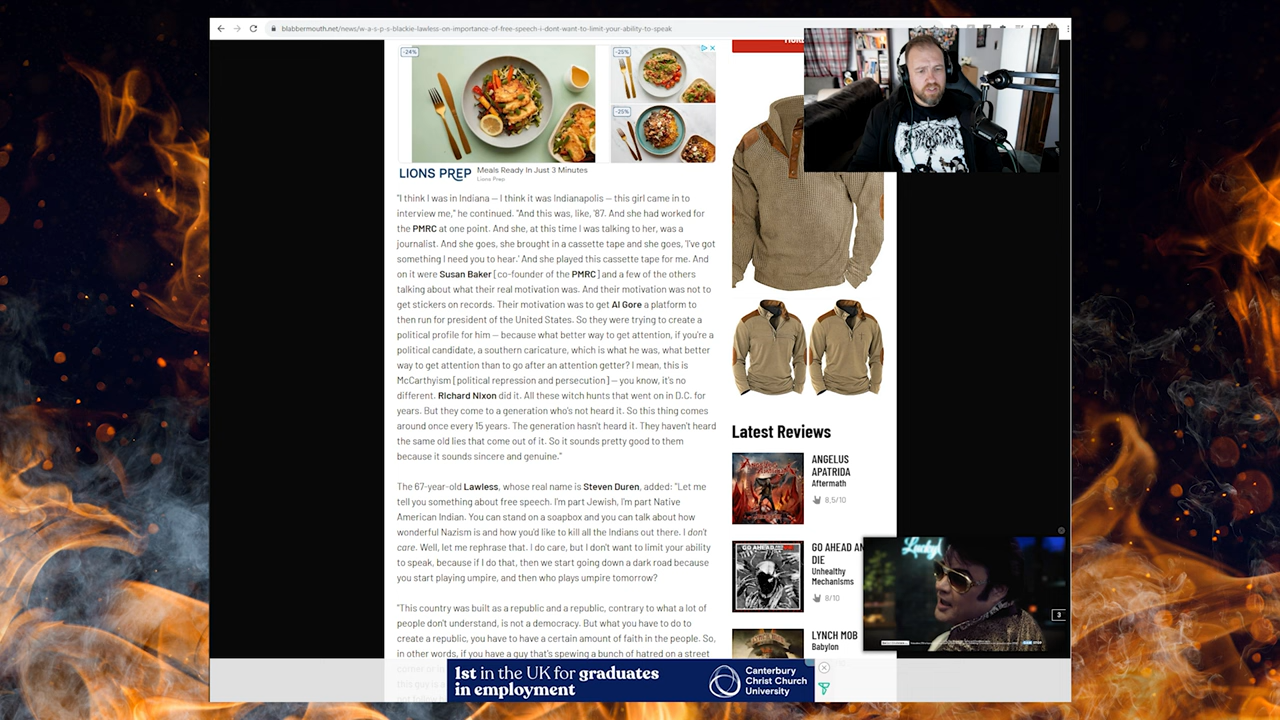 blabbermouth.net/news/w-a-s-p-s-blackie-lawless-on-importance-of-free-speech-i-dont-want-to-limit-your-ability-to-speak
-24%
-25%
-25%
LIONS PREP
Meals Ready In Just 3 Minutes
Lions Prep
"I think I was in Indiana — I think it was Indianapolis — this girl came in to
interview me," he continued. "And this was, like, '87. And she had worked for
the PMRC at one point. And she, at this time I was talking to her, was a
journalist. And she goes, she brought in a cassette tape and she goes, 'I've got
something I need you to hear.' And she played this cassette tape for me. And
on it were Susan Baker [co-founder of the PMRC] and a few of the others
talking about what their real motivation was. And their motivation was not to
get stickers on records. Their motivation was to get Al Gore a platform to
then run for president of the United States. So they were trying to create a
political profile for him — because what better way to get attention, if you're a
political candidate, a southern caricature, which is what he was, what better
way to get attention than to go after an attention getter? I mean, this is
McCarthyism [political repression and persecution] — you know, it's no
different. Richard Nixon did it. All these witch hunts that went on in D.C. for
years. But they come to a generation who's not heard it. So this thing comes
around once every 15 years. The generation hasn't heard it. They haven't heard
the same old lies that come out of it. So it sounds pretty good to them
because it sounds sincere and genuine."
The 67-year-old Lawless, whose real name is Steven Duren, added: "Let me
tell you something about free speech. I'm part Jewish, I'm part Native
American Indian. You can stand on a soapbox and you can talk about how
wonderful Nazism is and how you'd like to kill all the Indians out there. I don't
care. Well, let me rephrase that. I do care, but I don't want to limit your ability
to speak, because if I do that, then we start going down a dark road because
you start playing umpire, and then who plays umpire tomorrow?
"This country was built as a republic and a republic, contrary to what a lot of
people don't understand, is not a democracy. But what you have to do to
create a republic, you have to have a certain amount of faith in the people. So,
in other words, if you have a guy that's spewing a bunch of hatred on a street
Latest Reviews
ANGELUS
APATRIDA
Aftermath
8,5/10
GO AHEAD AN
DIE
Unhealthy
Mechanisms
8/10
LYNCH MOB
Babylon
Lucky
3
1st in the UK for graduates
in employment
Canterbury
Christ Church
University